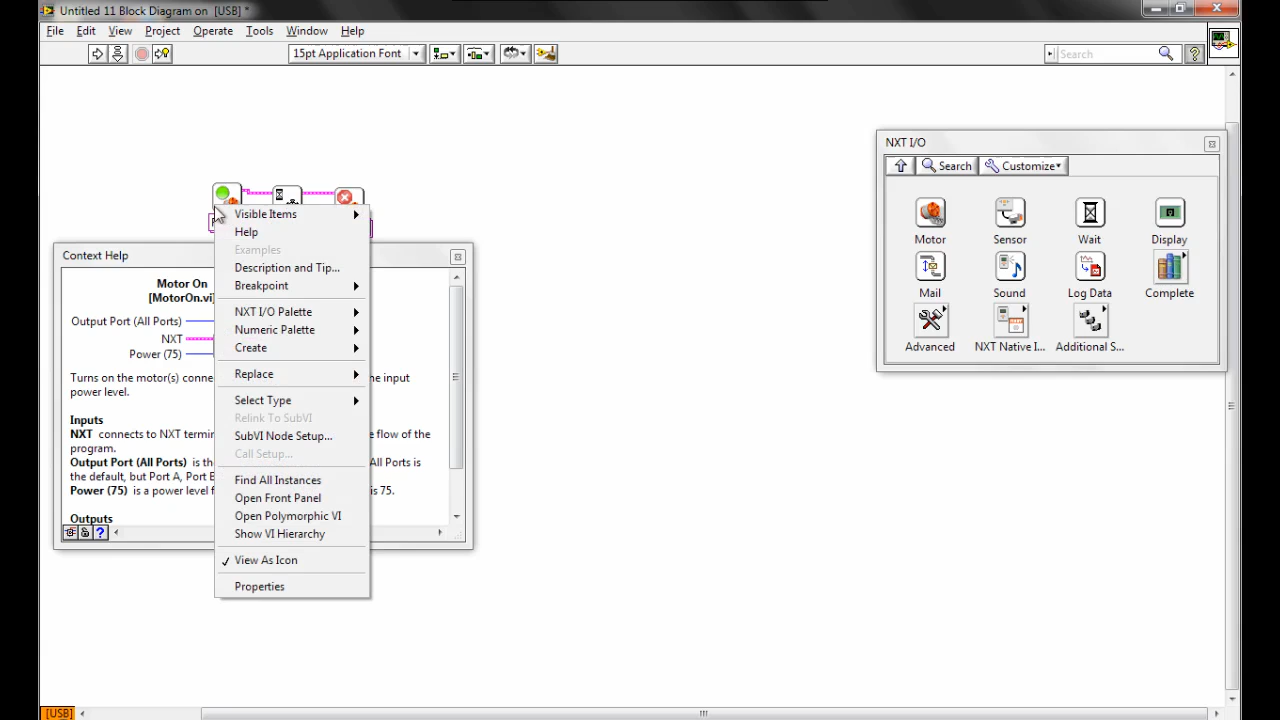 Untitled 11 Block Diagram on [USB] *
File Edit View Project Operate Tools Window Help
15pt Application Font
Search
NXT I/O
Search Customize
Motor Sensor Wait Display
Mail Sound Log Data Complete
Advanced NXT Native I... Additional S...
Visible Items
Help
Examples
Description and Tip...
Breakpoint
NXT I/O Palette
Numeric Palette
Create
Replace
Select Type
Relink To SubVI
SubVI Node Setup...
Call Setup...
Find All Instances
Open Front Panel
Open Polymorphic VI
Show VI Hierarchy
View As Icon
Properties
Context Help
Motor On
[MotorOn.vi]
Output Port (All Ports)
NXT
Power (75)
Turns on the motor(s) conne the input
power level.
Inputs
NXT connects to NXT termin e flow of the
program.
Output Port (All Ports) is th All Ports is
the default, but Port A, Port B
Power (75) is a power level f is 75.
Outputs
[USB]